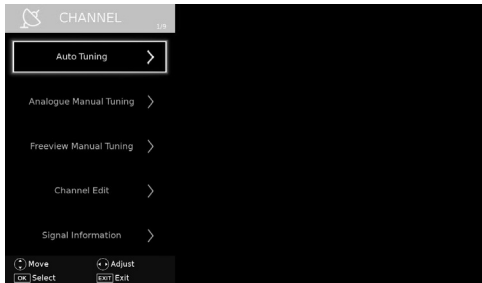 CHANNEL
1/9
Auto Tuning
Analogue Manual Tuning
Freeview Manual Tuning
Channel Edit
Signal Information
Move Adjust
OK Select EXIT Exit